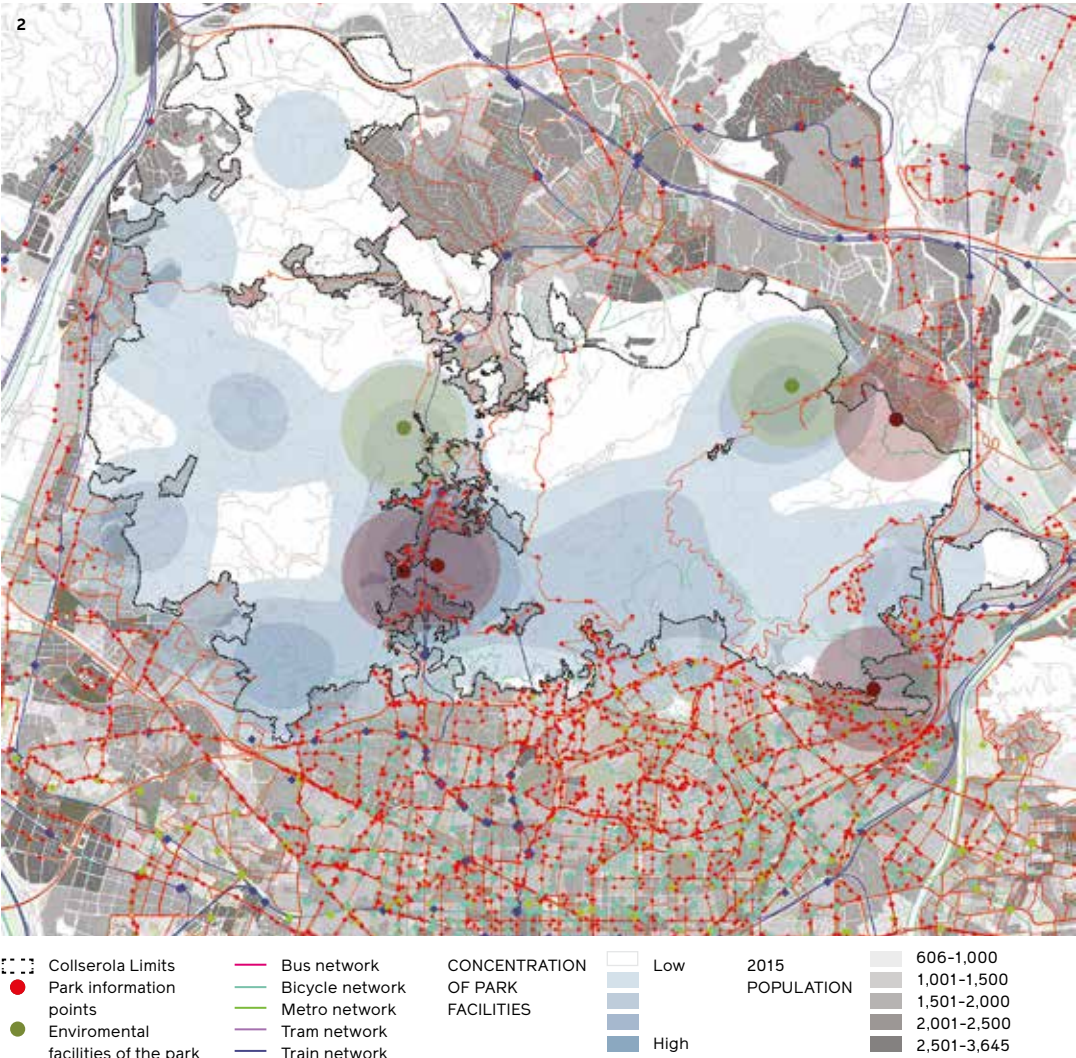 2
Collserola Limits
Park information
points
Enviromental
facilities of the park
Bus network
Bicycle network
Metro network
Tram network
Train network
CONCENTRATION
OF PARK
FACILITIES
Low
High
2015
POPULATION
606-1,000
1,001-1,500
1,501-2,000
2,001-2,500
2,501-3,645